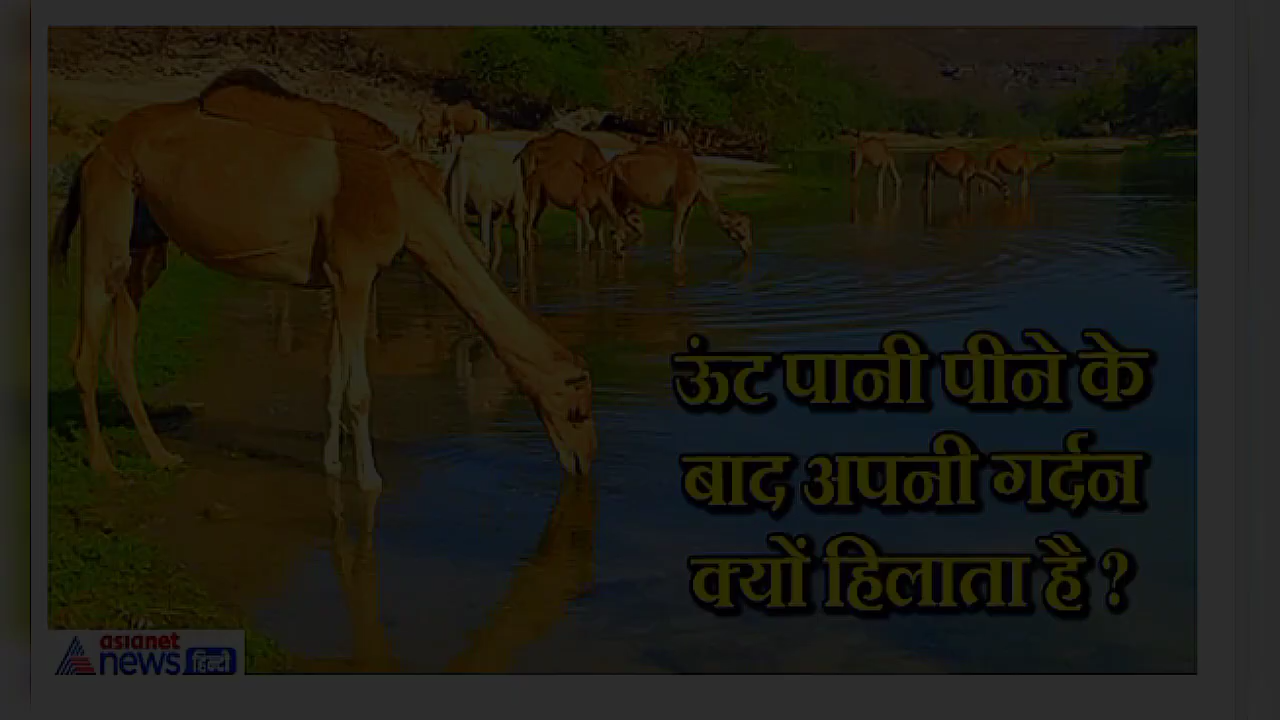 ऊंट पानी पीने के
बाद अपनी गर्दन
क्यों हिलाता है ?
asianet
news हिन्दी